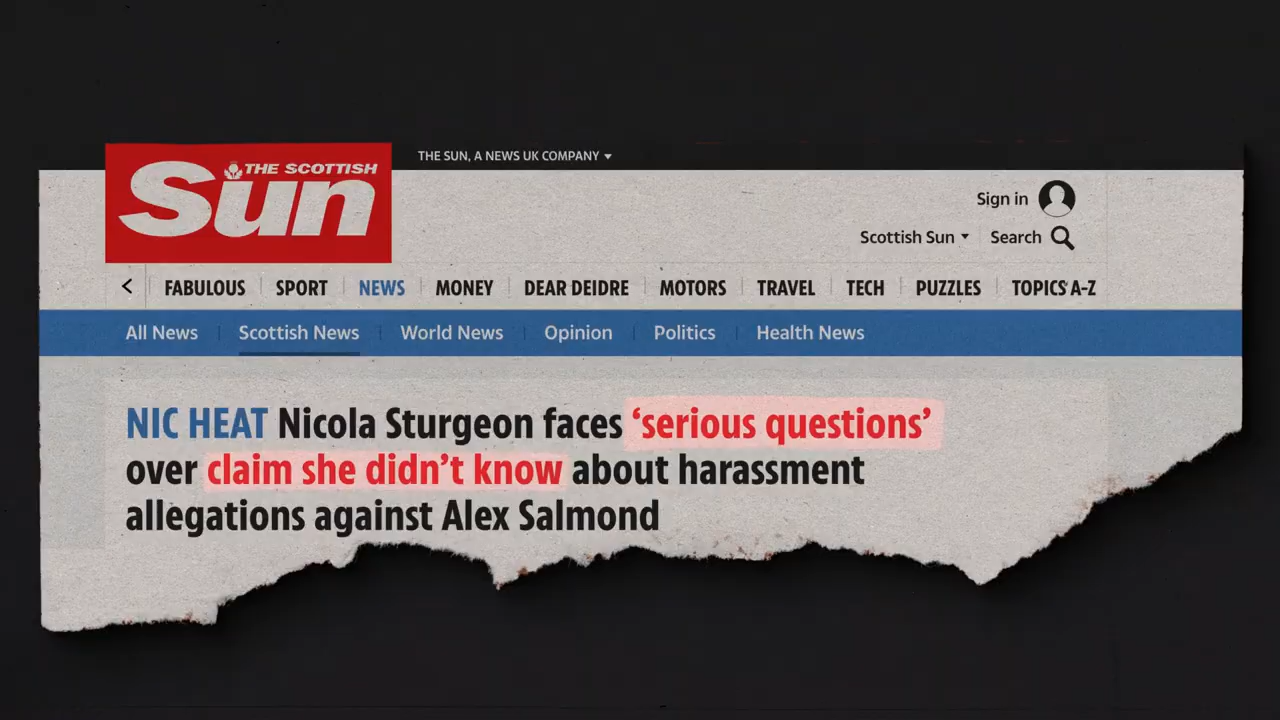 THE SCOTTISH
Sun
THE SUN, A NEWS UK COMPANY
Sign in
Scottish Sun
Search
FABULOUS SPORT NEWS MONEY DEAR DEIDRE MOTORS TRAVEL TECH PUZZLES TOPICS A-Z
All News Scottish News World News Opinion Politics Health News
NIC HEAT Nicola Sturgeon faces ‘serious questions’
over claim she didn’t know about harassment
allegations against Alex Salmond